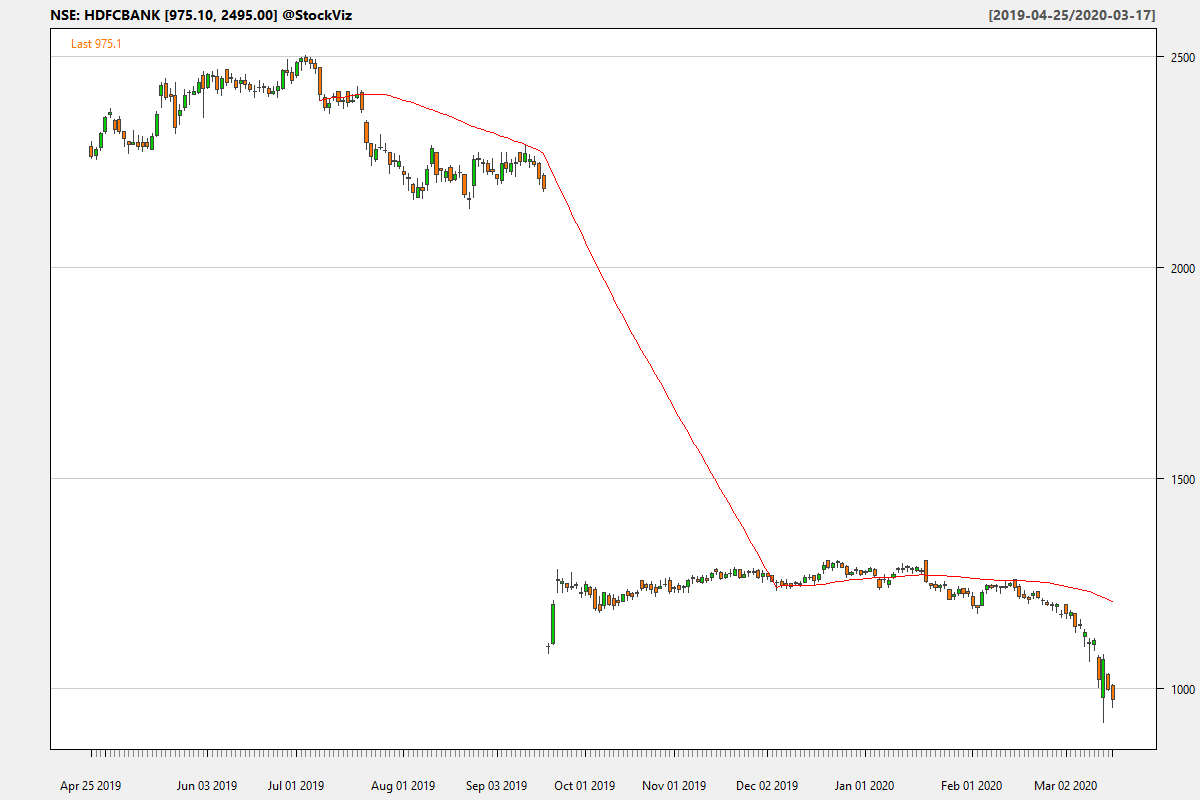 NSE: HDFCBANK [975.10, 2495.00] @StockViz [2019-04-25/2020-03-17]
Last 975.1
2500
2000
1500
1000
Apr 25 2019 Jun 03 2019 Jul 01 2019 Aug 01 2019 Sep 03 2019 Oct 01 2019 Nov 01 2019 Dec 02 2019 Jan 01 2020 Feb 01 2020 Mar 02 2020